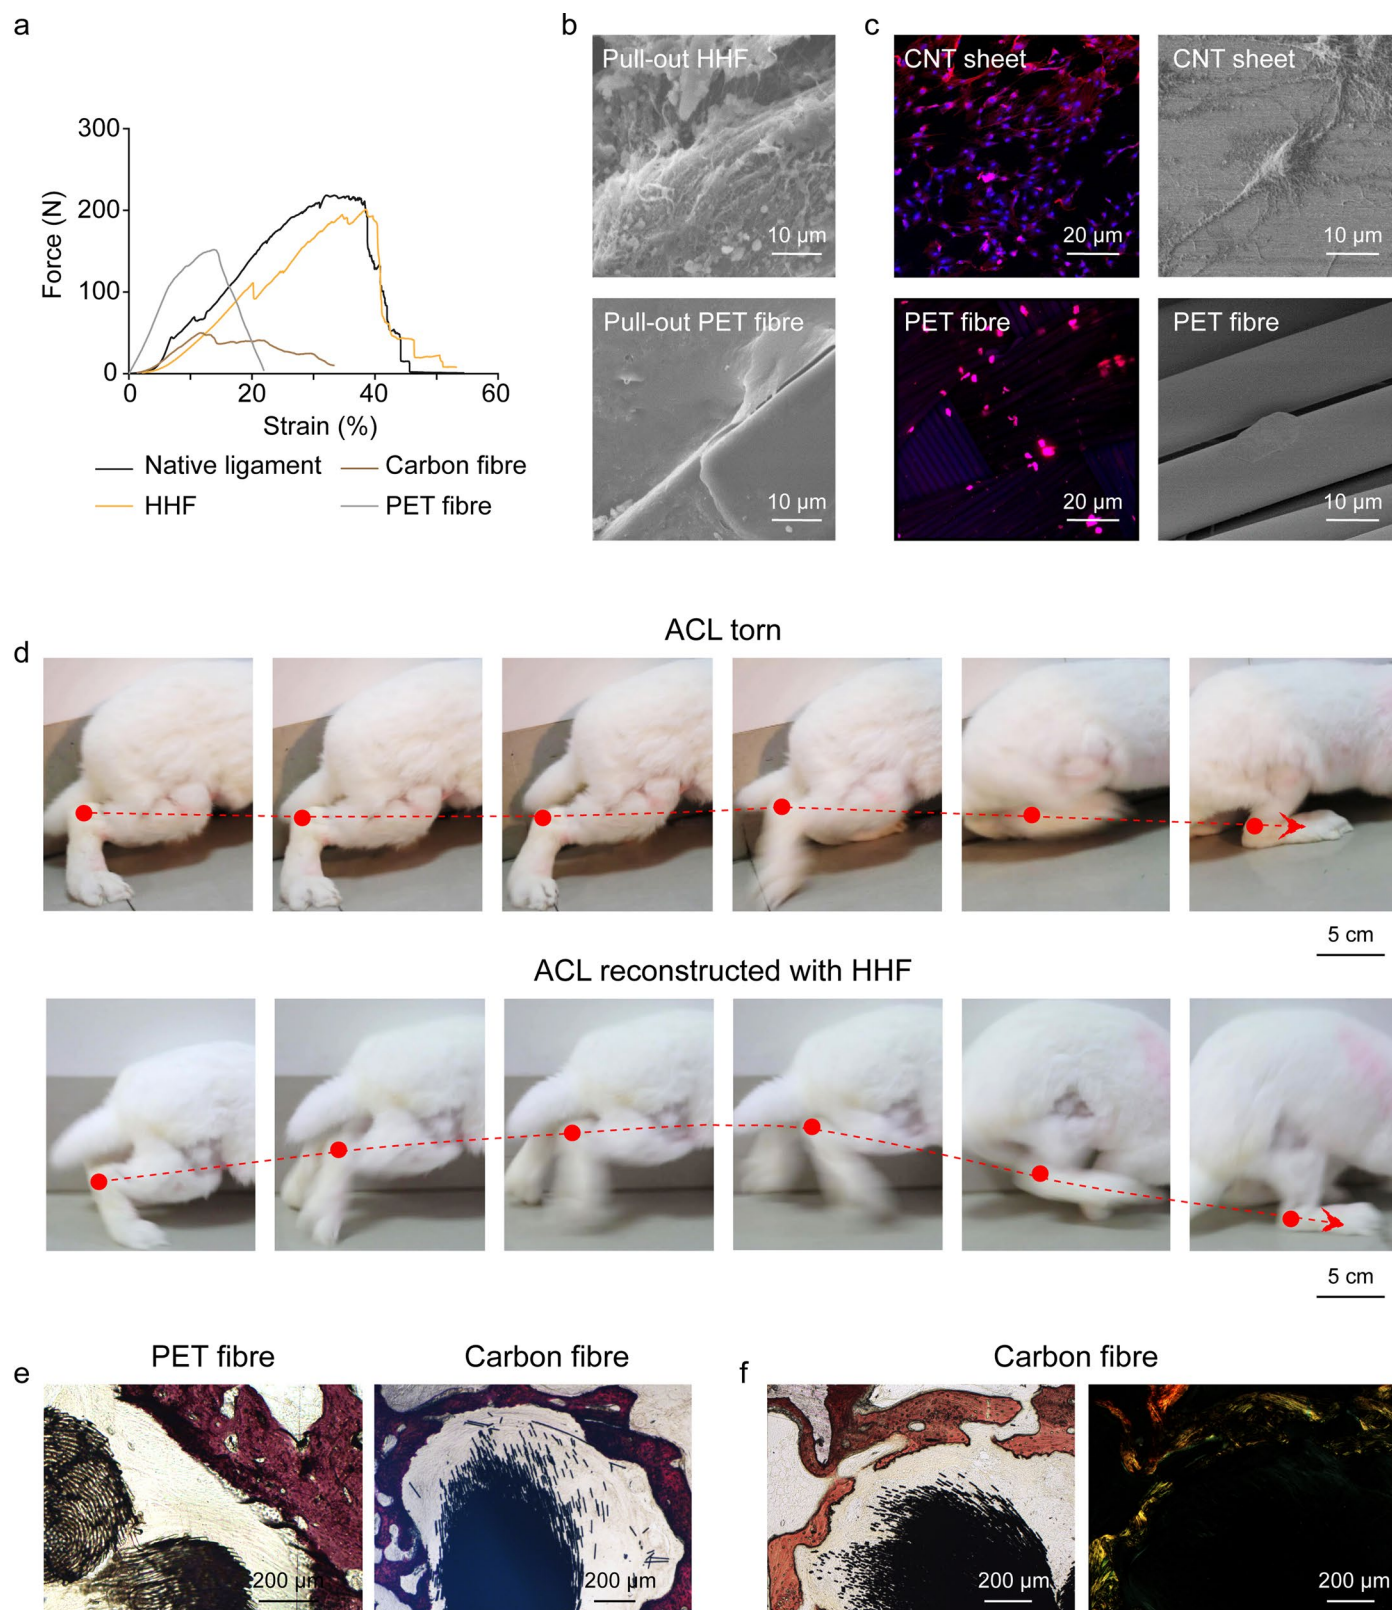 a
b
c
300
200
100
0
Force (N)
0
20
40
60
Strain (%)
Native ligament
Carbon fibre
HHF
PET fibre
Pull-out HHF
10 µm
Pull-out PET fibre
10 µm
CNT sheet
20 µm
CNT sheet
10 µm
PET fibre
20 µm
PET fibre
10 µm
d
ACL torn
5 cm
ACL reconstructed with HHF
5 cm
e
PET fibre
Carbon fibre
200 µm
200 µm
f
Carbon fibre
200 µm
200 µm